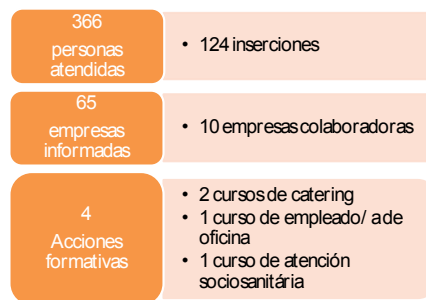 366
personas
atendidas
• 124 inserciones
65
empresas
informadas
• 10 empresas colaboradoras
4
Acciones
formativas
• 2 cursos de catering
• 1 curso de empleado/ a de
oficina
• 1 curso de atención
sociosanitária